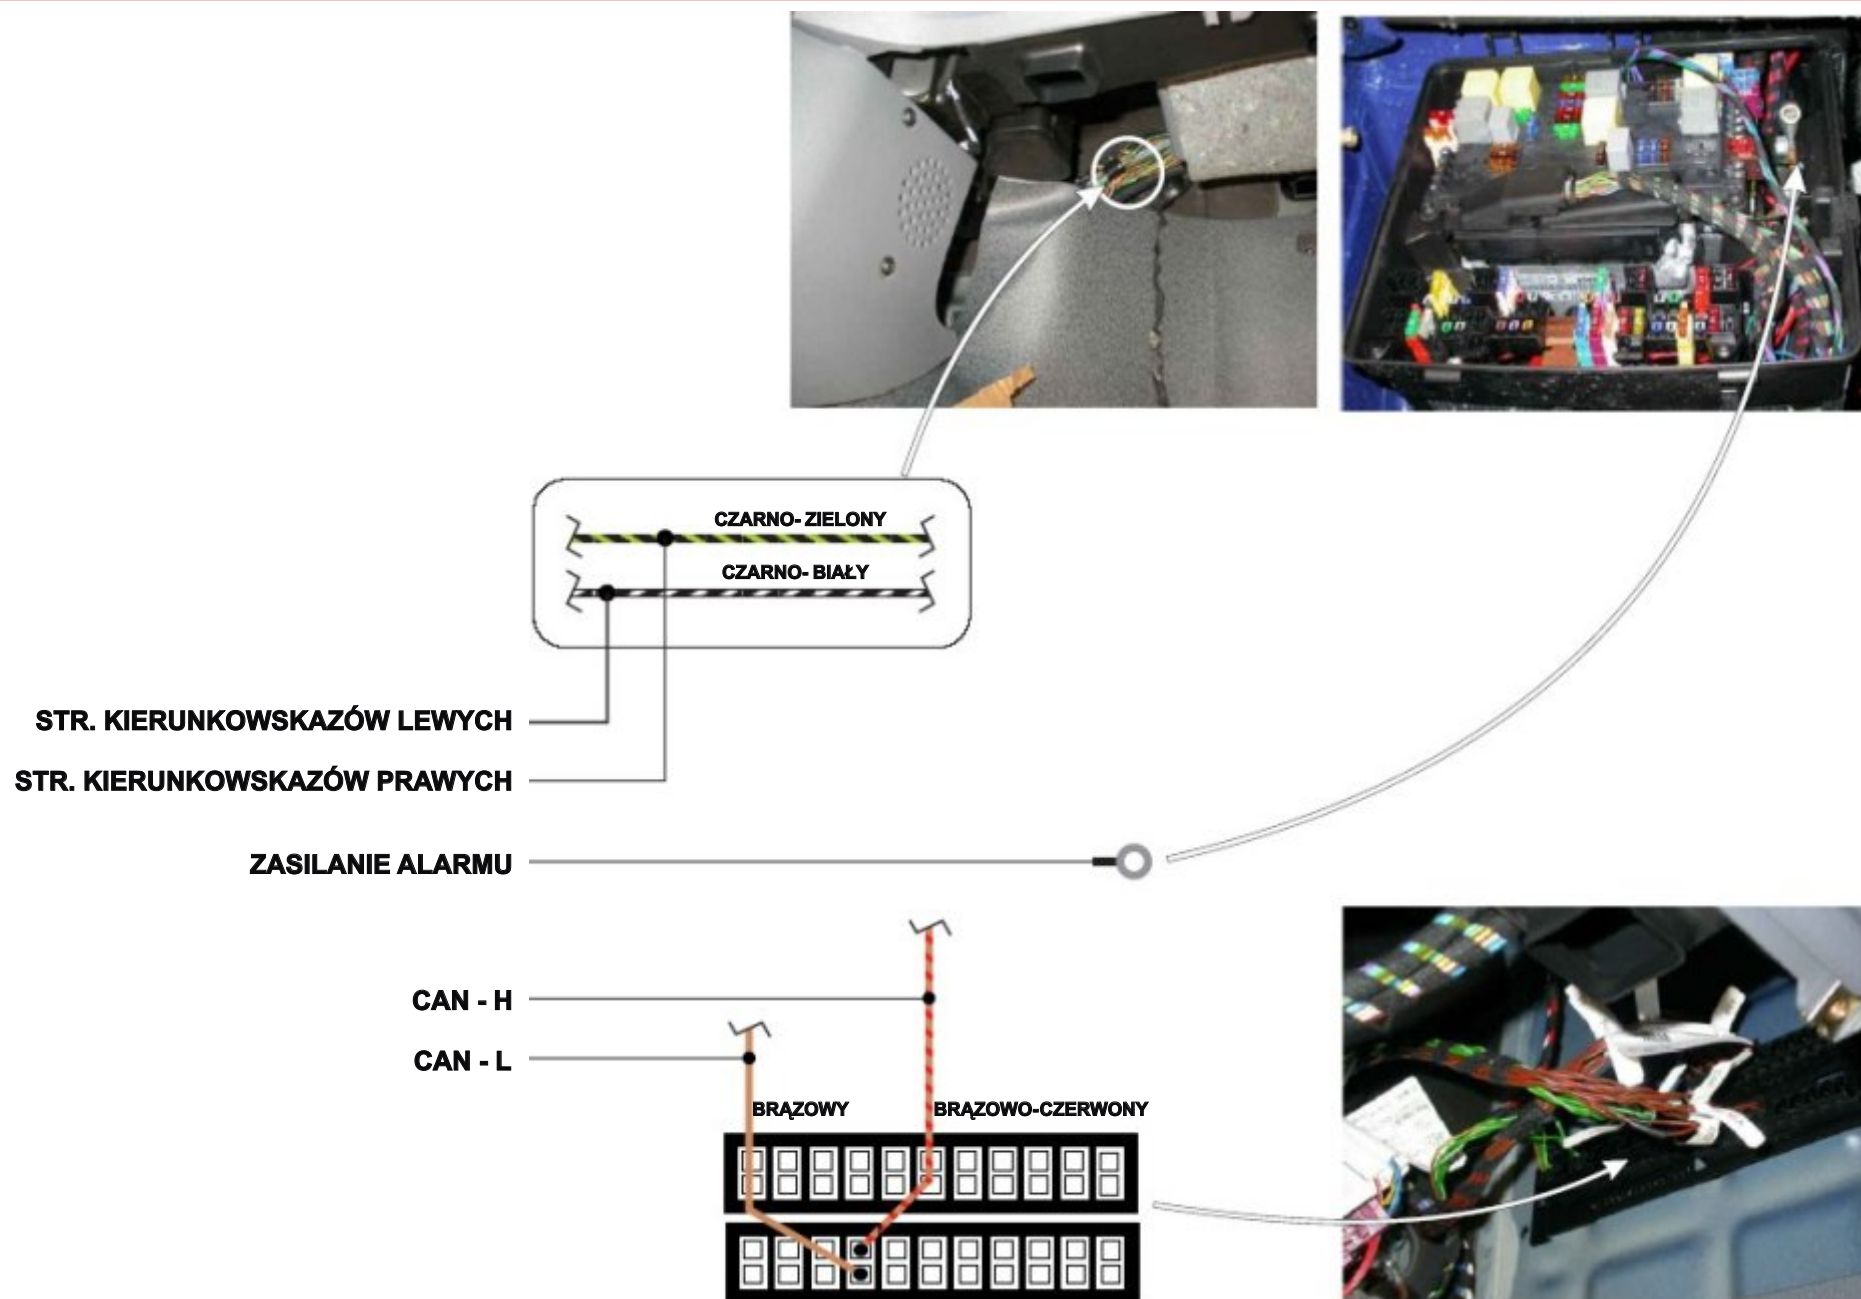 CZARNO- ZIELONY
CZARNO- BIAŁY
STR. KIERUNKOWSKAZÓW LEWYCH
STR. KIERUNKOWSKAZÓW PRAWYCH
ZASILANIE ALARMU
CAN - H
CAN - L
BRĄZOWY
BRĄZOWO-CZERWONY